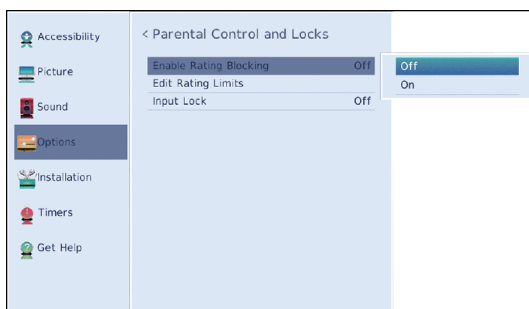 Accessibility
Picture
Sound
Options
Installation
Timers
Get Help
< Parental Control and Locks
Enable Rating Blocking Off
Edit Rating Limits
Input Lock Off
Off
On